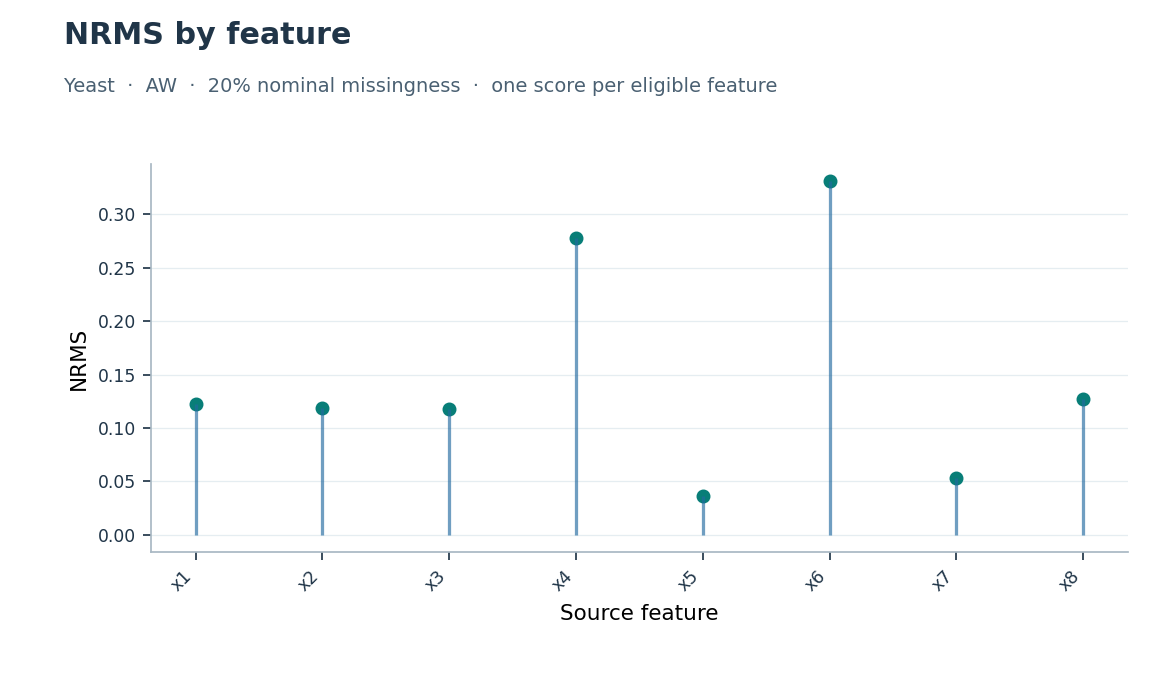 NRMS by feature
Yeast · AW · 20% nominal missingness · one score per eligible feature
NRMS
0.30
0.25
0.20
0.15
0.10
0.05
0.00
x1 x2 x3 x4 x5 x6 x7 x8
Source feature